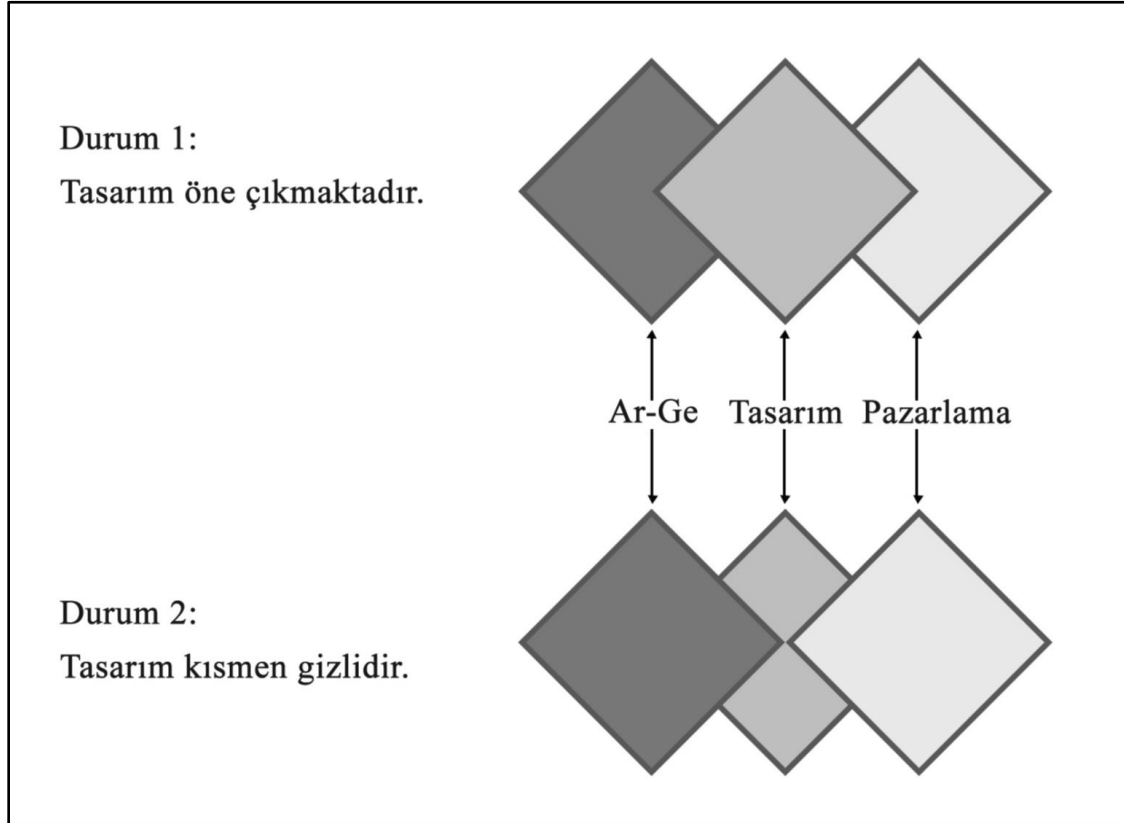 Durum 1:
Tasarım öne çıkmaktadır.
Ar-Ge Tasarım Pazarlama
Durum 2:
Tasarım kısmen gizlidir.